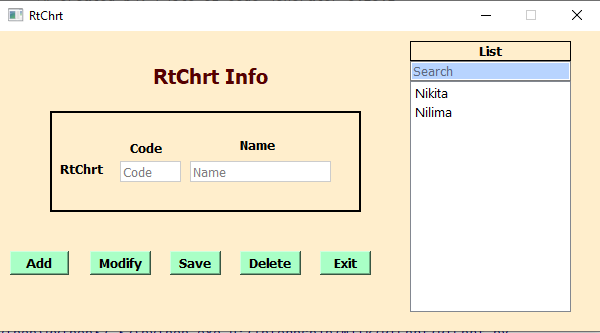 RtChrt
RtChrt Info
Code Name
RtChrt Code Name
Add Modify Save Delete Exit
List
Search
Nikita
Nilima